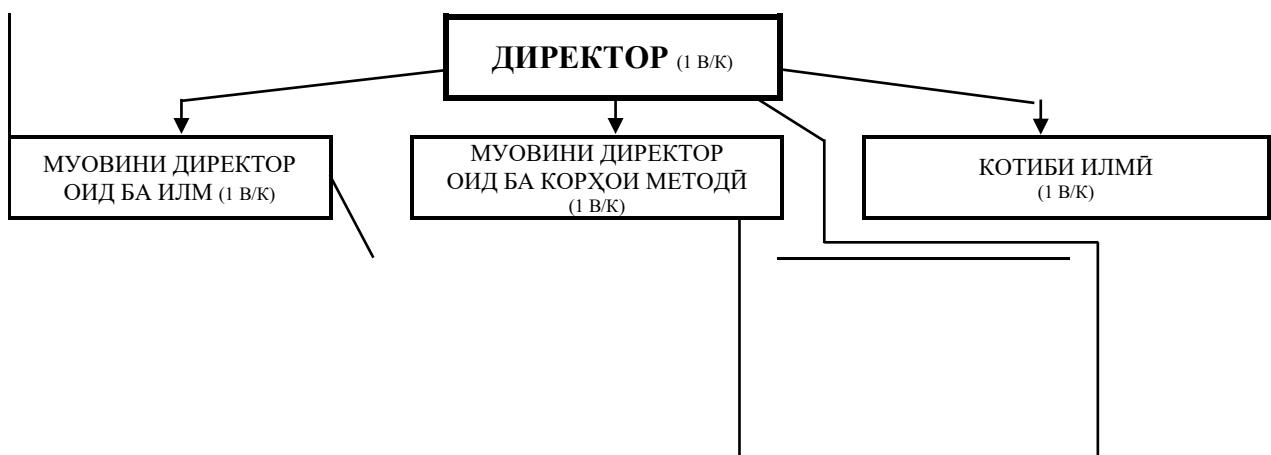 ДИРЕКТОР (1 В/К)
МУОВИНИ ДИРЕКТОР
ОИД БА ИЛМ (1 В/К)
МУОВИНИ ДИРЕКТОР
ОИД БА КОРҲОИ МЕТОДӢ
(1 В/К)
КОТИБИ ИЛМӢ
(1 В/К)